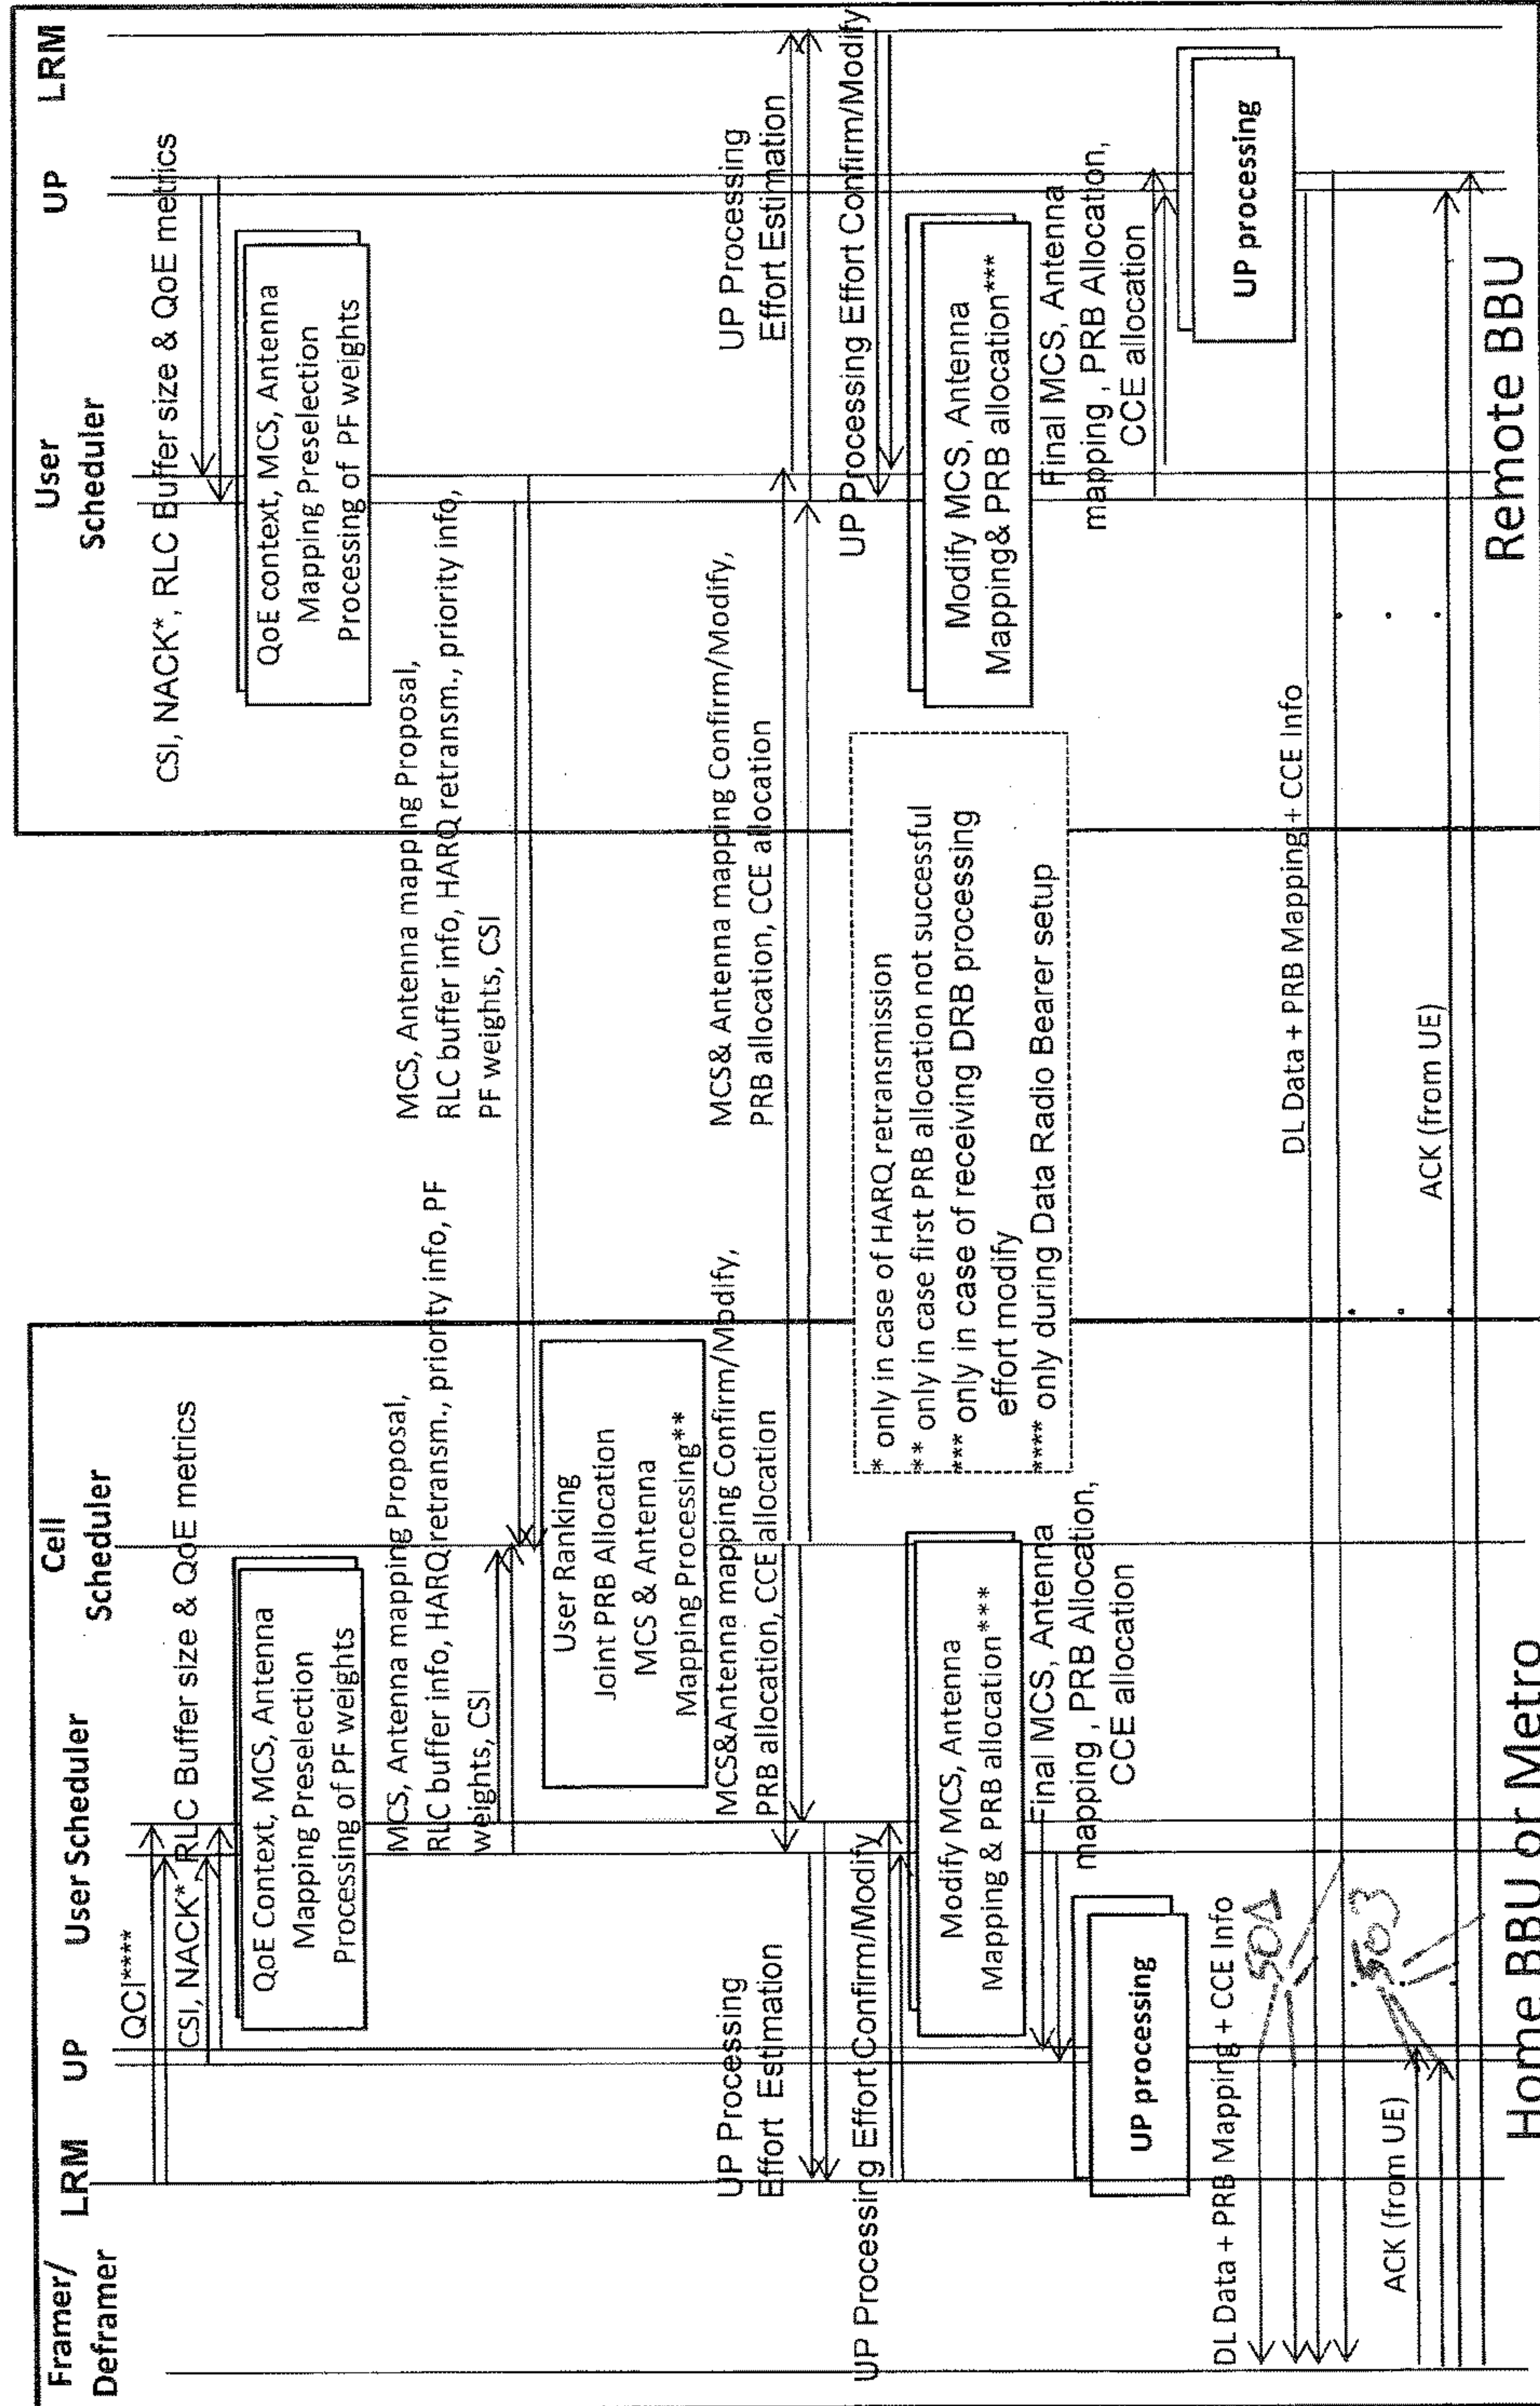 Framer/
Deframer
LRM
UP
User Scheduler
Cell
Scheduler
User
Scheduler
UP
LRM
QCI****
CSI, NACK*, RLC Buffer size & QoE metrics
CSI, NACK*, RLC Buffer size & QoE metrics
QoE Context, MCS, Antenna
Mapping Preselection
Processing of PF weights
QoE context, MCS, Antenna
Mapping Preselection
Processing of PF weights
MCS, Antenna mapping Proposal,
RLC buffer info, HARQ retransm., priority info, PF
weights, CSI
MCS, Antenna mapping Proposal,
RLC buffer info, HARQ retransm., priority info,
PF weights, CSI
User Ranking
Joint PRB Allocation
MCS & Antenna
Mapping Processing**
MCS&Antenna mapping Confirm/Modify,
PRB allocation, CCE allocation
MCS& Antenna mapping Confirm/Modify,
PRB allocation, CCE allocation
UP Processing
Effort Estimation
UP Processing
Effort Estimation
UP Processing Effort Confirm/Modify
UP Processing Effort Confirm/Modify
* only in case of HARQ retransmission
** only in case first PRB allocation not successful
*** only in case of receiving DRB processing
effort modify
**** only during Data Radio Bearer setup
Modify MCS, Antenna
Mapping & PRB allocation***
Modify MCS, Antenna
Mapping& PRB allocation***
Final MCS, Antenna
mapping , PRB Allocation,
CCE allocation
Final MCS, Antenna
mapping , PRB Allocation,
CCE allocation
UP processing
UP processing
DL Data + PRB Mapping + CCE Info
DL Data + PRB Mapping + CCE Info
503
ACK (from UE)
ACK (from UE)
Home BBU or Metro
Remote BBU